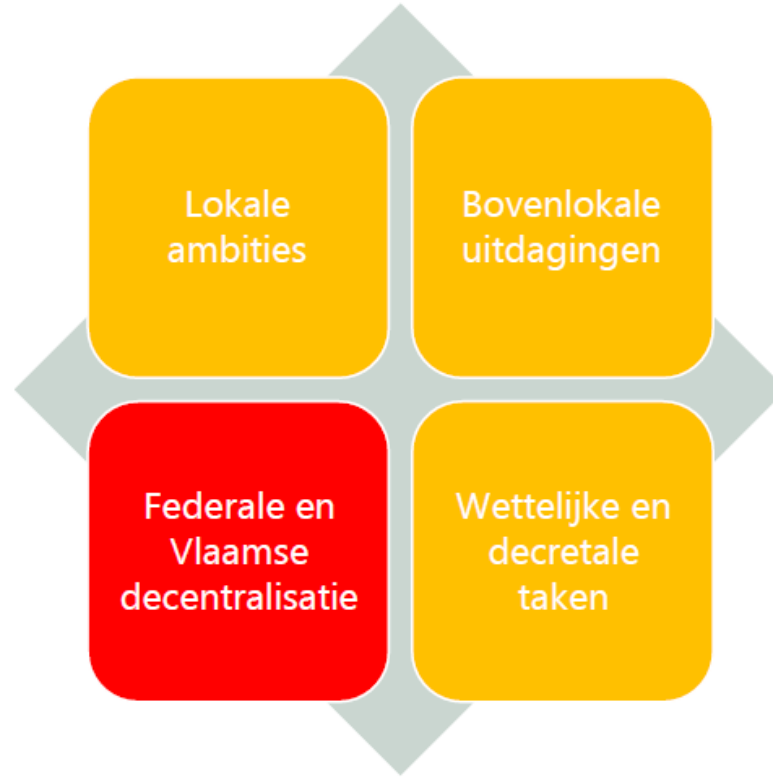 Lokale
ambities
Bovenlokale
uitdagingen
Federale en
Vlaamse
decentralisatie
Wettelijke en
decretale
taken